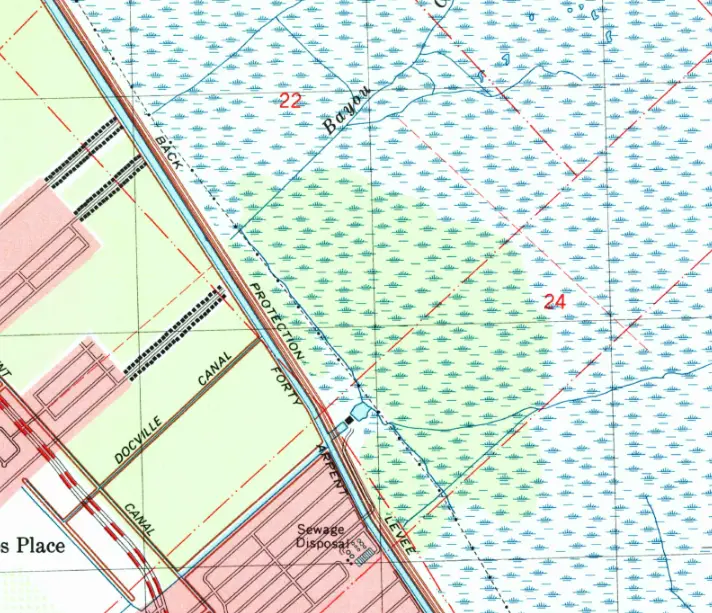 22
Bayou
BACK
PROTECTION
24
FORTY
CANAL
DOCVILLE
ARPENT
CANAL
LEVEE
Sewage
Disposal
s Place